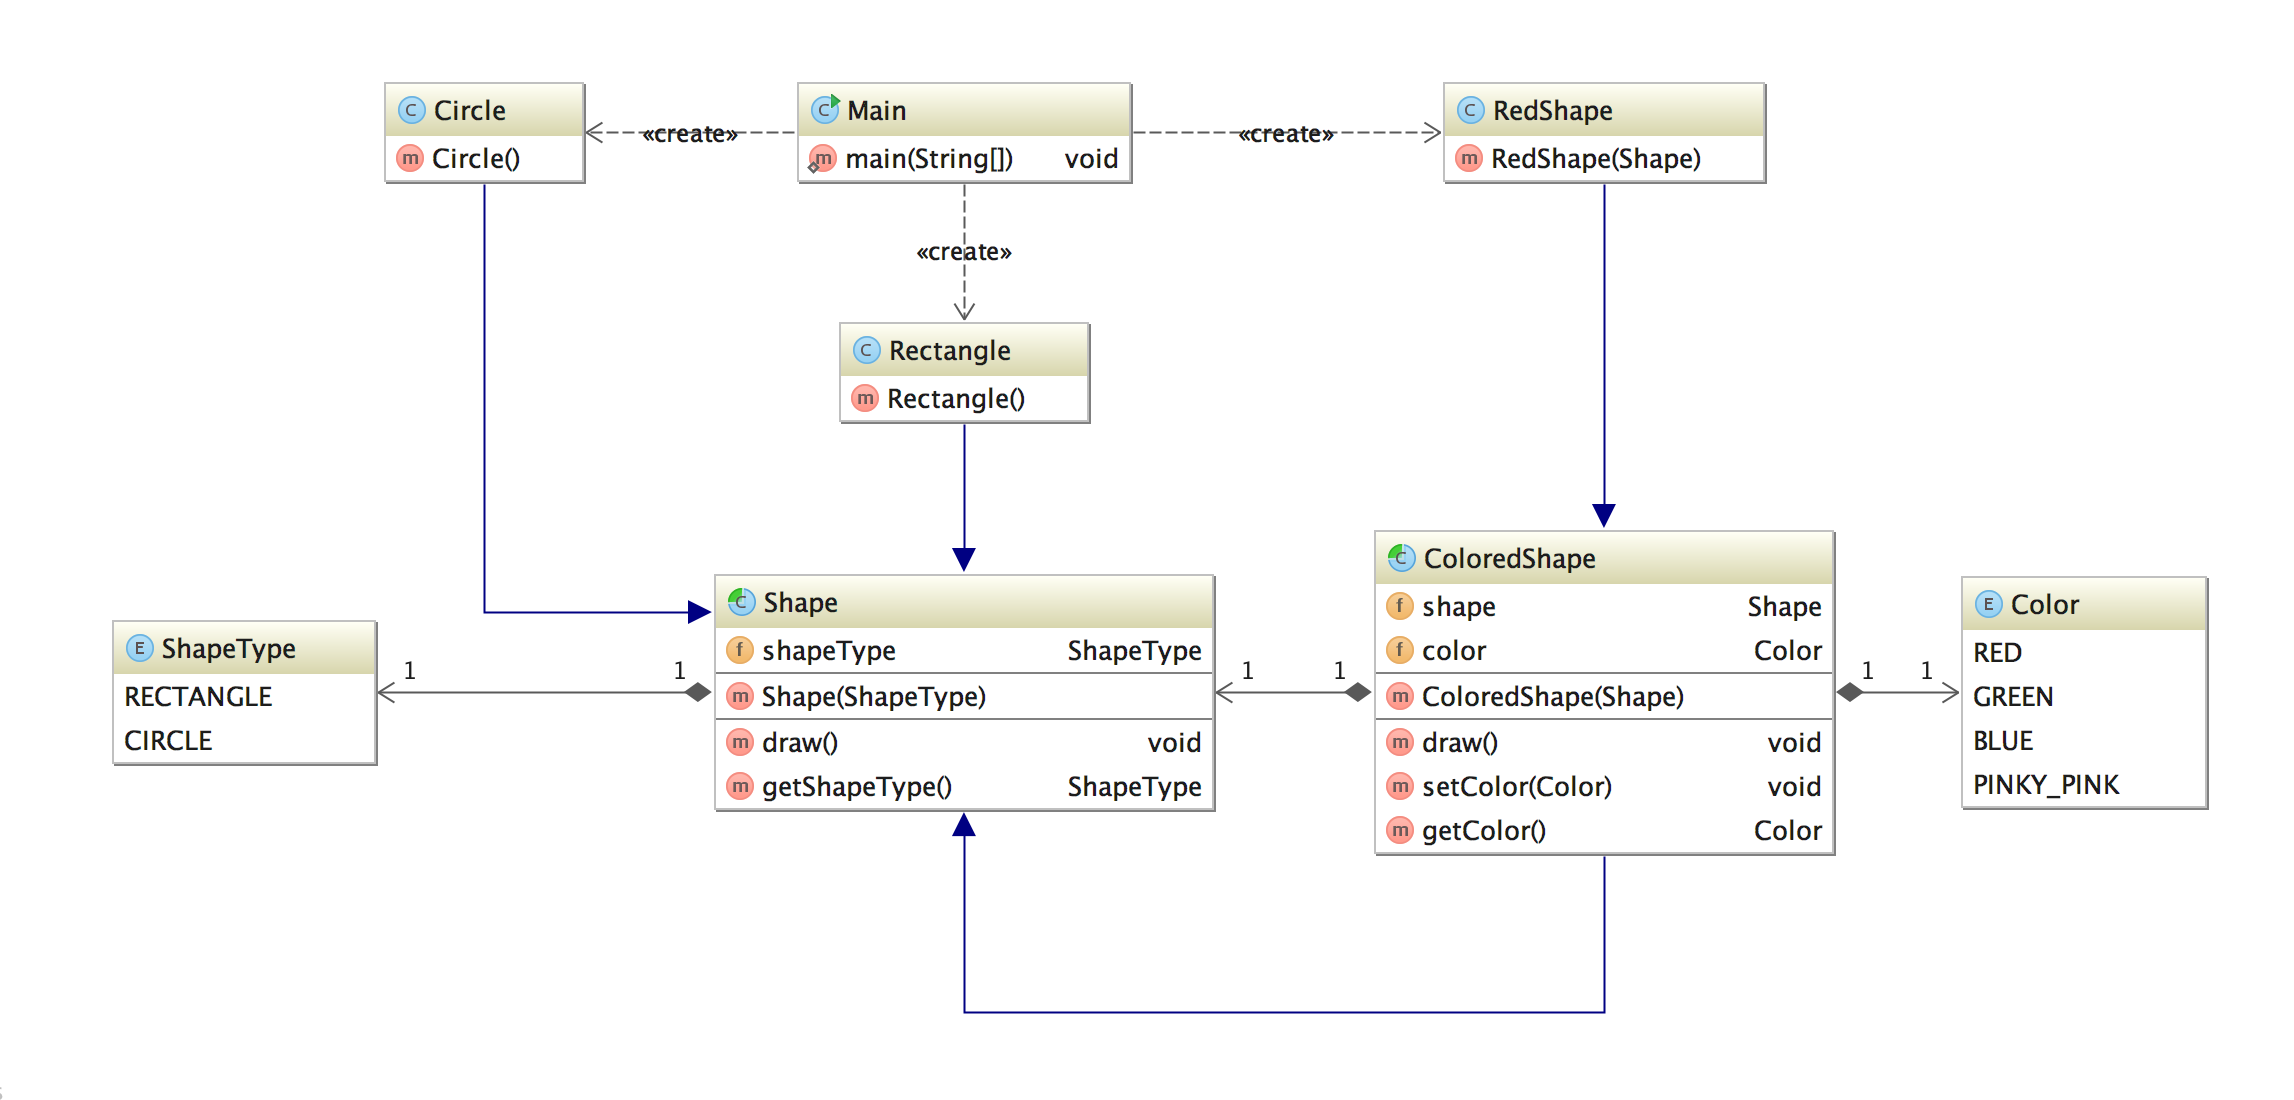 C Circle
m Circle()
C Main
m main(String[]) void
C RedShape
m RedShape(Shape)
«create»
«create»
«create»
C Rectangle
m Rectangle()
E ShapeType
RECTANGLE
CIRCLE
1 1
C Shape
f shapeType ShapeType
m Shape(ShapeType)
m draw() void
m getShapeType() ShapeType
1 1
C ColoredShape
f shape Shape
f color Color
m ColoredShape(Shape)
m draw() void
m setColor(Color) void
m getColor() Color
1 1
E Color
RED
GREEN
BLUE
PINKY_PINK